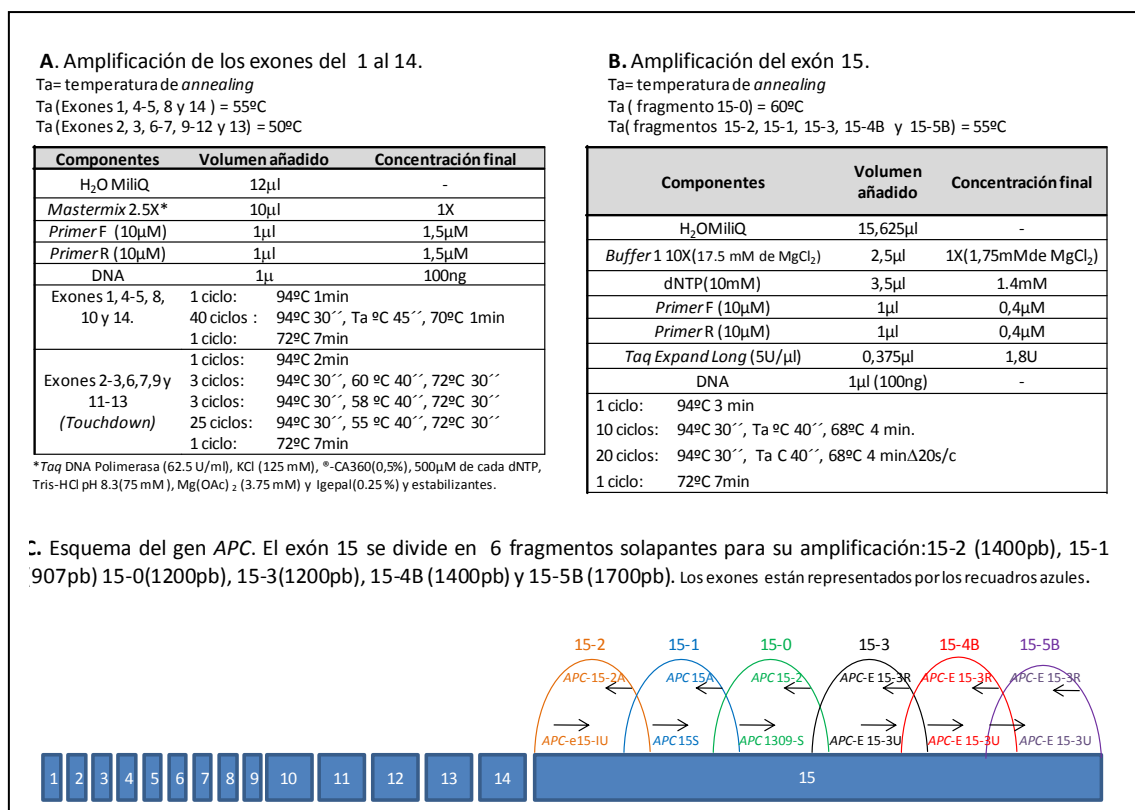 A. Amplificación de los exones del 1 al 14.
Ta= temperatura de annealing
Ta (Exones 1, 4-5, 8 y 14 ) = 55ºC
Ta (Exones 2, 3, 6-7, 9-12 y 13) = 50ºC
Componentes Volumen añadido Concentración final
H2O MiliQ 12µl -
Mastermix 2.5X* 10µl 1X
Primer F (10µM) 1µl 1,5µM
Primer R (10µM) 1µl 1,5µM
DNA 1µ 100ng
Exones 1, 4-5, 8, 10 y 14.
1 ciclo: 94ºC 1min
40 ciclos : 94ºC 30´´, Ta ºC 45´´, 70ºC 1min
1 ciclo: 72ºC 7min
Exones 2-3,6,7,9 y 11-13 (Touchdown)
1 ciclos: 94ºC 2min
3 ciclos: 94ºC 30´´, 60 ºC 40´´, 72ºC 30´´
3 ciclos: 94ºC 30´´, 58 ºC 40´´, 72ºC 30´´
25 ciclos: 94ºC 30´´, 55 ºC 40´´, 72ºC 30´´
1 ciclo: 72ºC 7min
*Taq DNA Polimerasa (62.5 U/ml), KCl (125 mM), ®-CA360(0,5%), 500µM de cada dNTP,
Tris-HCl pH 8.3(75 mM ), Mg(OAc) 2 (3.75 mM) y Igepal(0.25 %) y estabilizantes.
B. Amplificación del exón 15.
Ta= temperatura de annealing
Ta ( fragmento 15-0) = 60ºC
Ta( fragmentos 15-2, 15-1, 15-3, 15-4B y 15-5B) = 55ºC
Componentes Volumen añadido Concentración final
H2OMiliQ 15,625µl -
Buffer 1 10X(17.5 mM de MgCl2) 2,5µl 1X(1,75mMde MgCl2)
dNTP(10mM) 3,5µl 1.4mM
Primer F (10µM) 1µl 0,4µM
Primer R (10µM) 1µl 0,4µM
Taq Expand Long (5U/µl) 0,375µl 1,8U
DNA 1µl (100ng) -
1 ciclo: 94ºC 3 min
10 ciclos: 94ºC 30´´, Ta ºC 40´´, 68ºC 4 min.
20 ciclos: 94ºC 30´´, Ta C 40´´, 68ºC 4 min∆20s/c
1 ciclo: 72ºC 7min
C. Esquema del gen APC. El exón 15 se divide en 6 fragmentos solapantes para su amplificación:15-2 (1400pb), 15-1
(907pb) 15-0(1200pb), 15-3(1200pb), 15-4B (1400pb) y 15-5B (1700pb). Los exones están representados por los recuadros azules.
15-2 15-1 15-0 15-3 15-4B 15-5B
APC-15-2A APC 15A APC 15-2 APC-E 15-3R APC-E 15-3R APC-E 15-3R
APC-e15-IU APC 15S APC 1309-S APC-E 15-3U APC-E 15-3U APC-E 15-3U
1 2 3 4 5 6 7 8 9 10 11 12 13 14 15